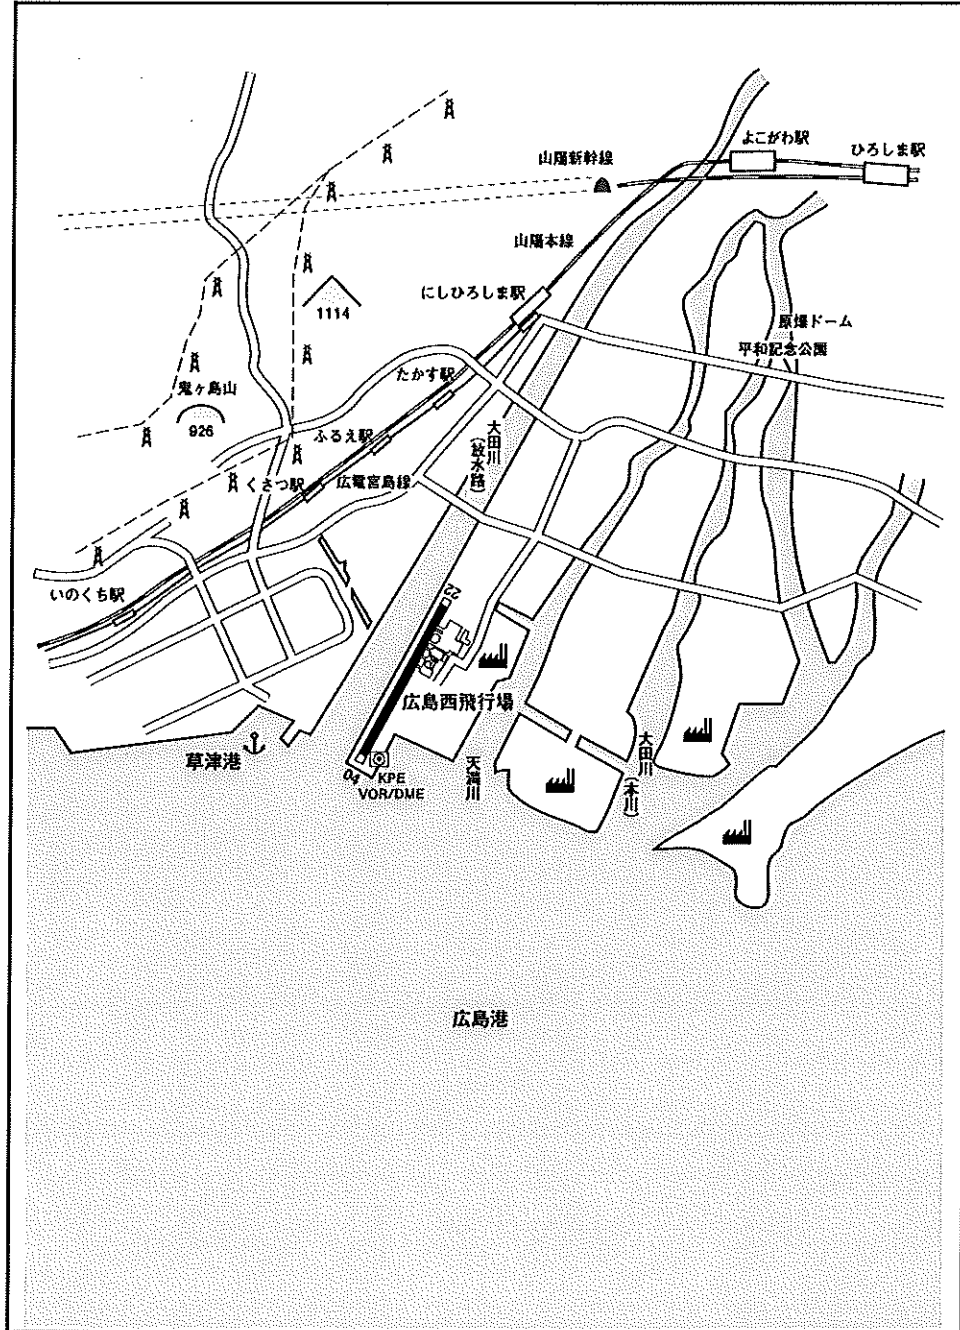 よこがわ駅
ひろしま駅
山陽新幹線
山陽本線
にしひろしま駅
1114
原爆ドーム
平和記念公園
たかす駅
鬼ヶ島山
926
ふるえ駅
大田川
(放水路)
くさつ駅
広電宮島線
いのくち駅
22
広島西飛行場
草津港
04
KPE
VOR/DME
天満川
大田川(本川)
広島港